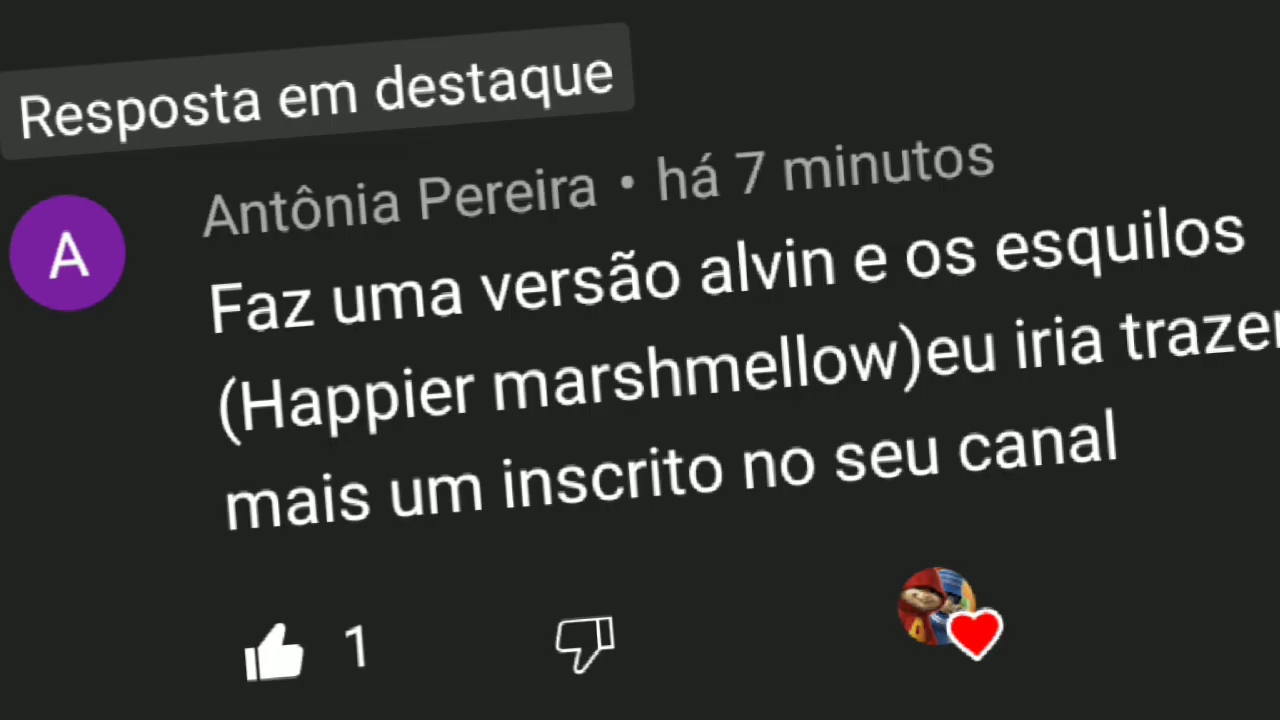 Resposta em destaque
A
Antônia Pereira • há 7 minutos
Faz uma versão alvin e os esquilos
(Happier marshmellow)eu iria trazer
mais um inscrito no seu canal
1